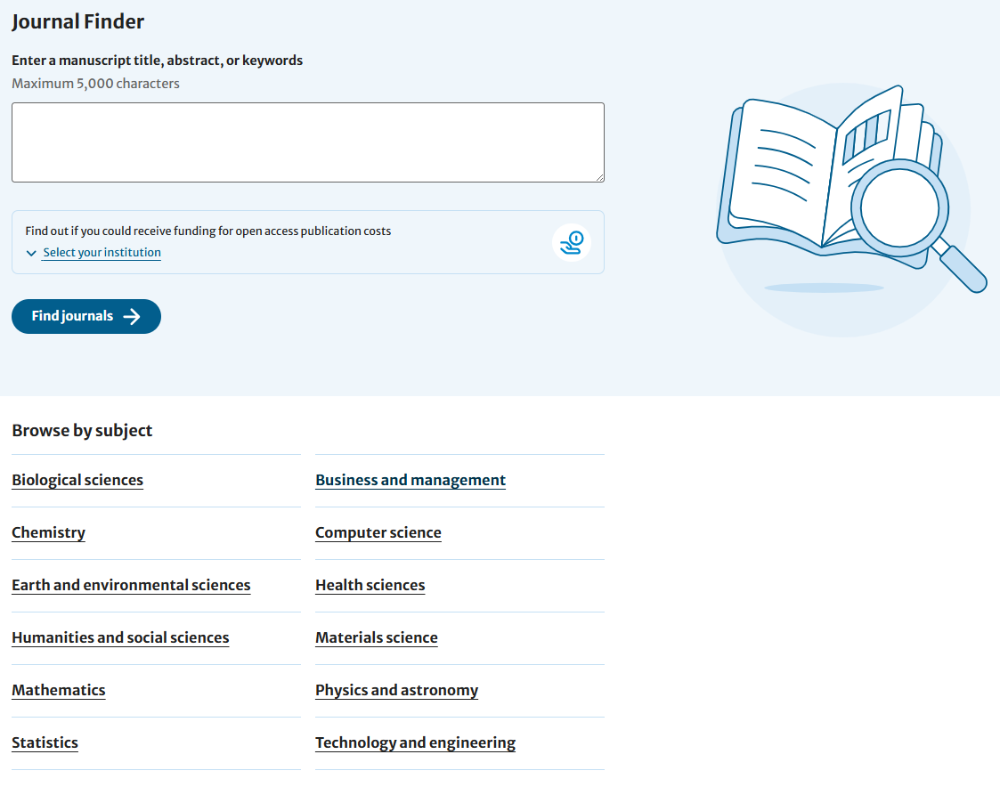 Journal Finder
Enter a manuscript title, abstract, or keywords
Maximum 5,000 characters
Find out if you could receive funding for open access publication costs
Select your institution
Find journals
Browse by subject
Biological sciences
Business and management
Chemistry
Computer science
Earth and environmental sciences
Health sciences
Humanities and social sciences
Materials science
Mathematics
Physics and astronomy
Statistics
Technology and engineering